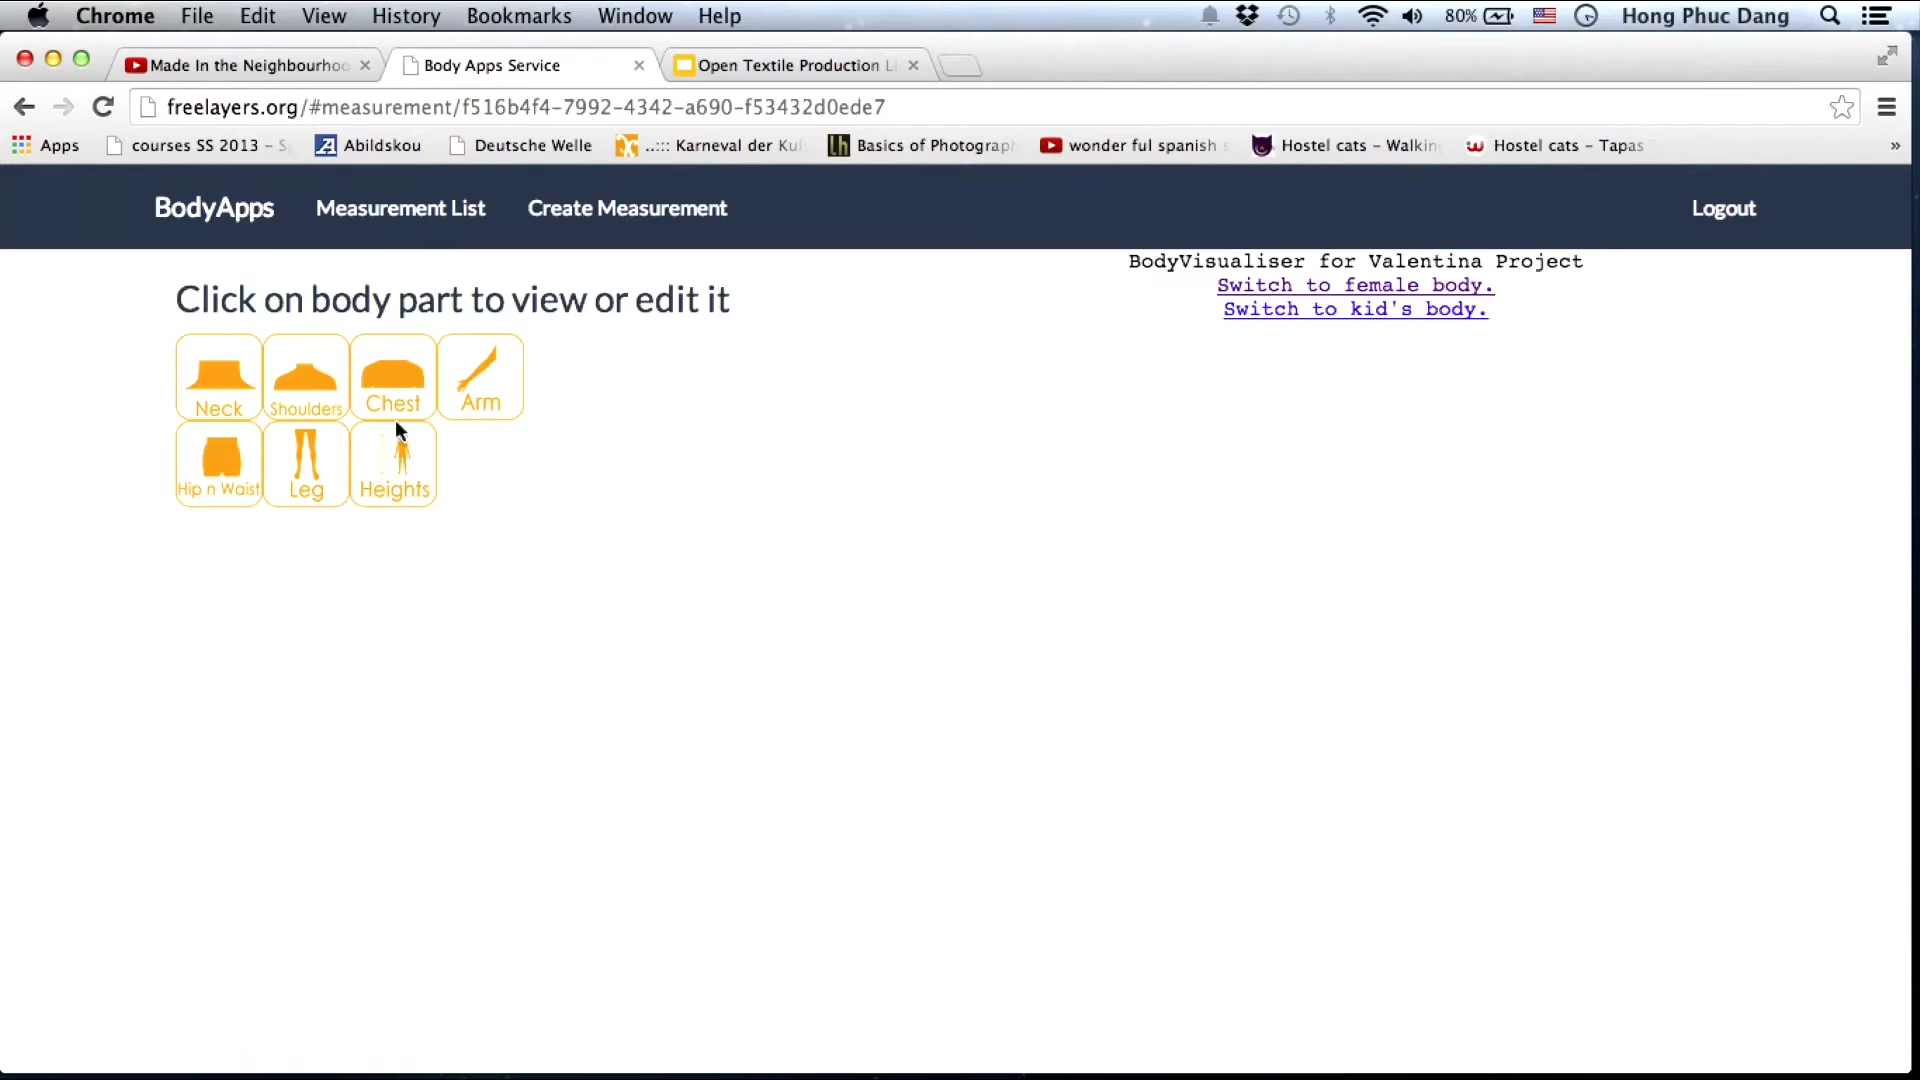 Chrome File Edit View History Bookmarks Window Help 80% Hong Phuc Dang
Made In the Neighbourhoo Body Apps Service Open Textile Production L
freelayers.org/#measurement/f516b4f4-7992-4342-a690-f53432d0ede7
Apps courses SS 2013 - S Abildskou Deutsche Welle ..::: Karneval der Kul lh Basics of Photograph wonder ful spanish s Hostel cats - Walkin Hostel cats - Tapas »
BodyApps Measurement List Create Measurement Logout
BodyVisualiser for Valentina Project
Switch to female body.
Switch to kid's body.
Click on body part to view or edit it
Neck Shoulders Chest Arm
Hip n Waist Leg Heights